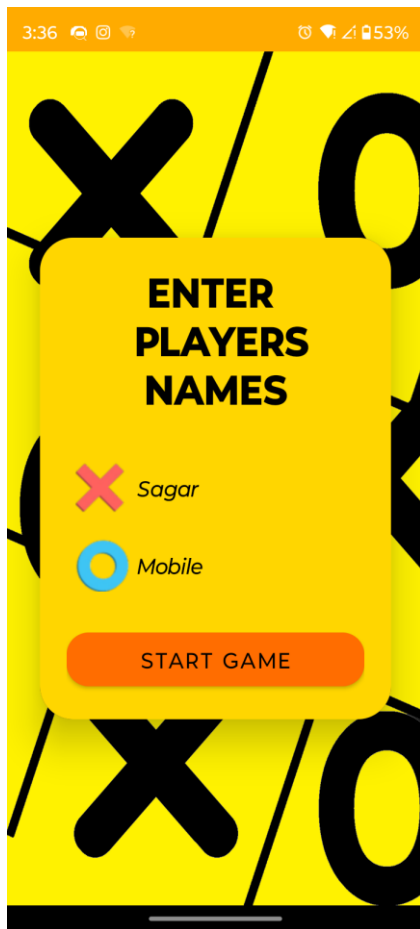 3:36 53%
ENTER
PLAYERS
NAMES
Sagar
Mobile
START GAME